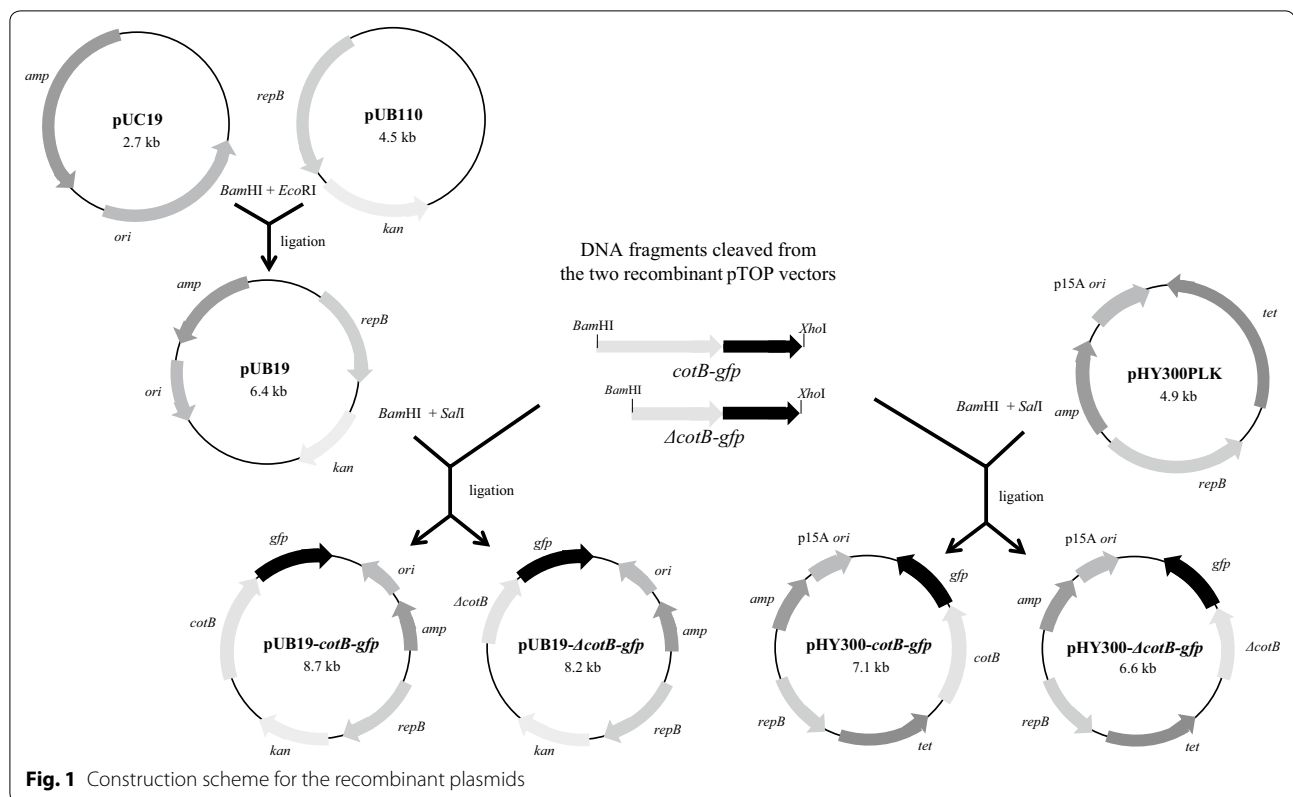 amp
pUC19
2.7 kb
ori
repB
pUB110
4.5 kb
kan
BamHI + EcoRI
ligation
amp
repB
pUB19
6.4 kb
ori
kan
DNA fragments cleaved from
the two recombinant pTOP vectors
BamHI
XhoI
cotB-gfp
BamHI
XhoI
ΔcotB-gfp
p15A ori
tet
pHY300PLK
4.9 kb
amp
repB
BamHI + SalI
ligation
BamHI + SalI
ligation
gfp
ori
cotB
amp
pUB19-cotB-gfp
8.7 kb
repB
kan
gfp
ori
ΔcotB
amp
pUB19-ΔcotB-gfp
8.2 kb
repB
kan
p15A ori
gfp
amp
pHY300-cotB-gfp
7.1 kb
cotB
repB
tet
p15A ori
gfp
amp
pHY300-ΔcotB-gfp
6.6 kb
ΔcotB
repB
tet
Fig. 1 Construction scheme for the recombinant plasmids